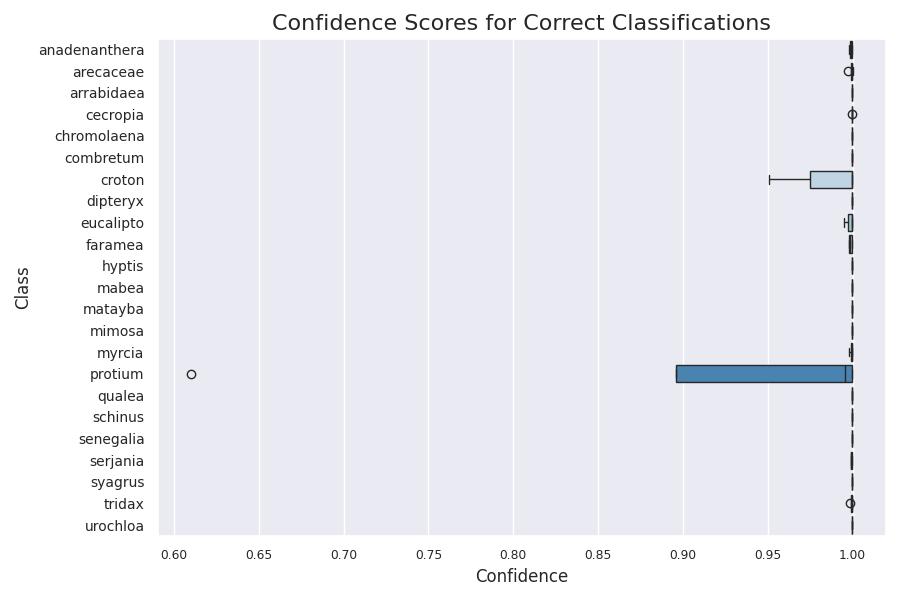 Confidence Scores for Correct Classifications
anadenanthera
arecaceae
arrabidaea
cecropia
chromolaena
combretum
croton
dipteryx
eucalipto
faramea
hyptis
mabea
matayba
mimosa
myrcia
protium
qualea
schinus
senegalia
serjania
syagrus
tridax
urochloa
Class
0.60 0.65 0.70 0.75 0.80 0.85 0.90 0.95 1.00
Confidence